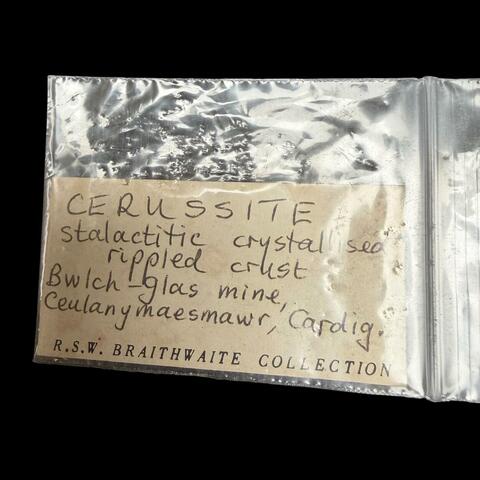 CERUSSITE
stalactitic crystallised
rippled crust
Bwlch-glas mine,
Ceulanymaesmawr, Cardig.
R.S.W. BRAITHWAITE COLLECTION